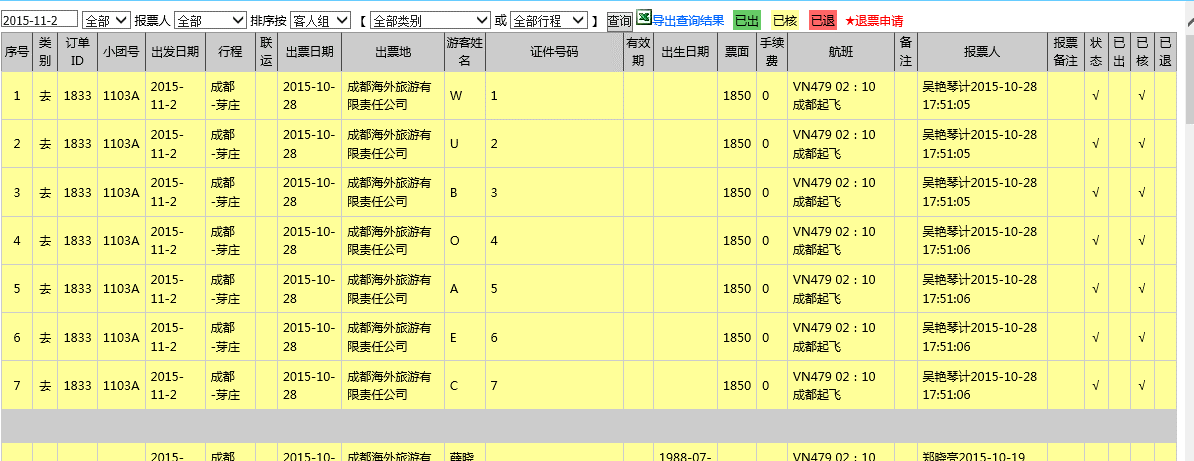 2015-11-2 全部 报票人 全部 排序按 客人组 【 全部类别 或 全部行程 】 查询 导出查询结果 已出 已核 已退 ★退票申请
序号 类别 订单ID 小团号 出发日期 行程 联运 出票日期 出票地 游客姓名 证件号码 有效期 出生日期 票面 手续费 航班 备注 报票人 报票备注 状态 已出 已核 已退
1 去 1833 1103A 2015-11-2 成都-芽庄 2015-10-28 成都海外旅游有限责任公司 W 1 1850 0 VN479 02：10成都起飞 吴艳琴计2015-10-28 17:51:05 √ √
2 去 1833 1103A 2015-11-2 成都-芽庄 2015-10-28 成都海外旅游有限责任公司 U 2 1850 0 VN479 02：10成都起飞 吴艳琴计2015-10-28 17:51:05 √ √
3 去 1833 1103A 2015-11-2 成都-芽庄 2015-10-28 成都海外旅游有限责任公司 B 3 1850 0 VN479 02：10成都起飞 吴艳琴计2015-10-28 17:51:05 √ √
4 去 1833 1103A 2015-11-2 成都-芽庄 2015-10-28 成都海外旅游有限责任公司 O 4 1850 0 VN479 02：10成都起飞 吴艳琴计2015-10-28 17:51:06 √ √
5 去 1833 1103A 2015-11-2 成都-芽庄 2015-10-28 成都海外旅游有限责任公司 A 5 1850 0 VN479 02：10成都起飞 吴艳琴计2015-10-28 17:51:06 √ √
6 去 1833 1103A 2015-11-2 成都-芽庄 2015-10-28 成都海外旅游有限责任公司 E 6 1850 0 VN479 02：10成都起飞 吴艳琴计2015-10-28 17:51:06 √ √
7 去 1833 1103A 2015-11-2 成都-芽庄 2015-10-28 成都海外旅游有限责任公司 C 7 1850 0 VN479 02：10成都起飞 吴艳琴计2015-10-28 17:51:06 √ √
2015- 成都 2015-10- 成都海外旅游有 薛晓 1988-07- VN479 02：10 郑晓亮2015-10-19